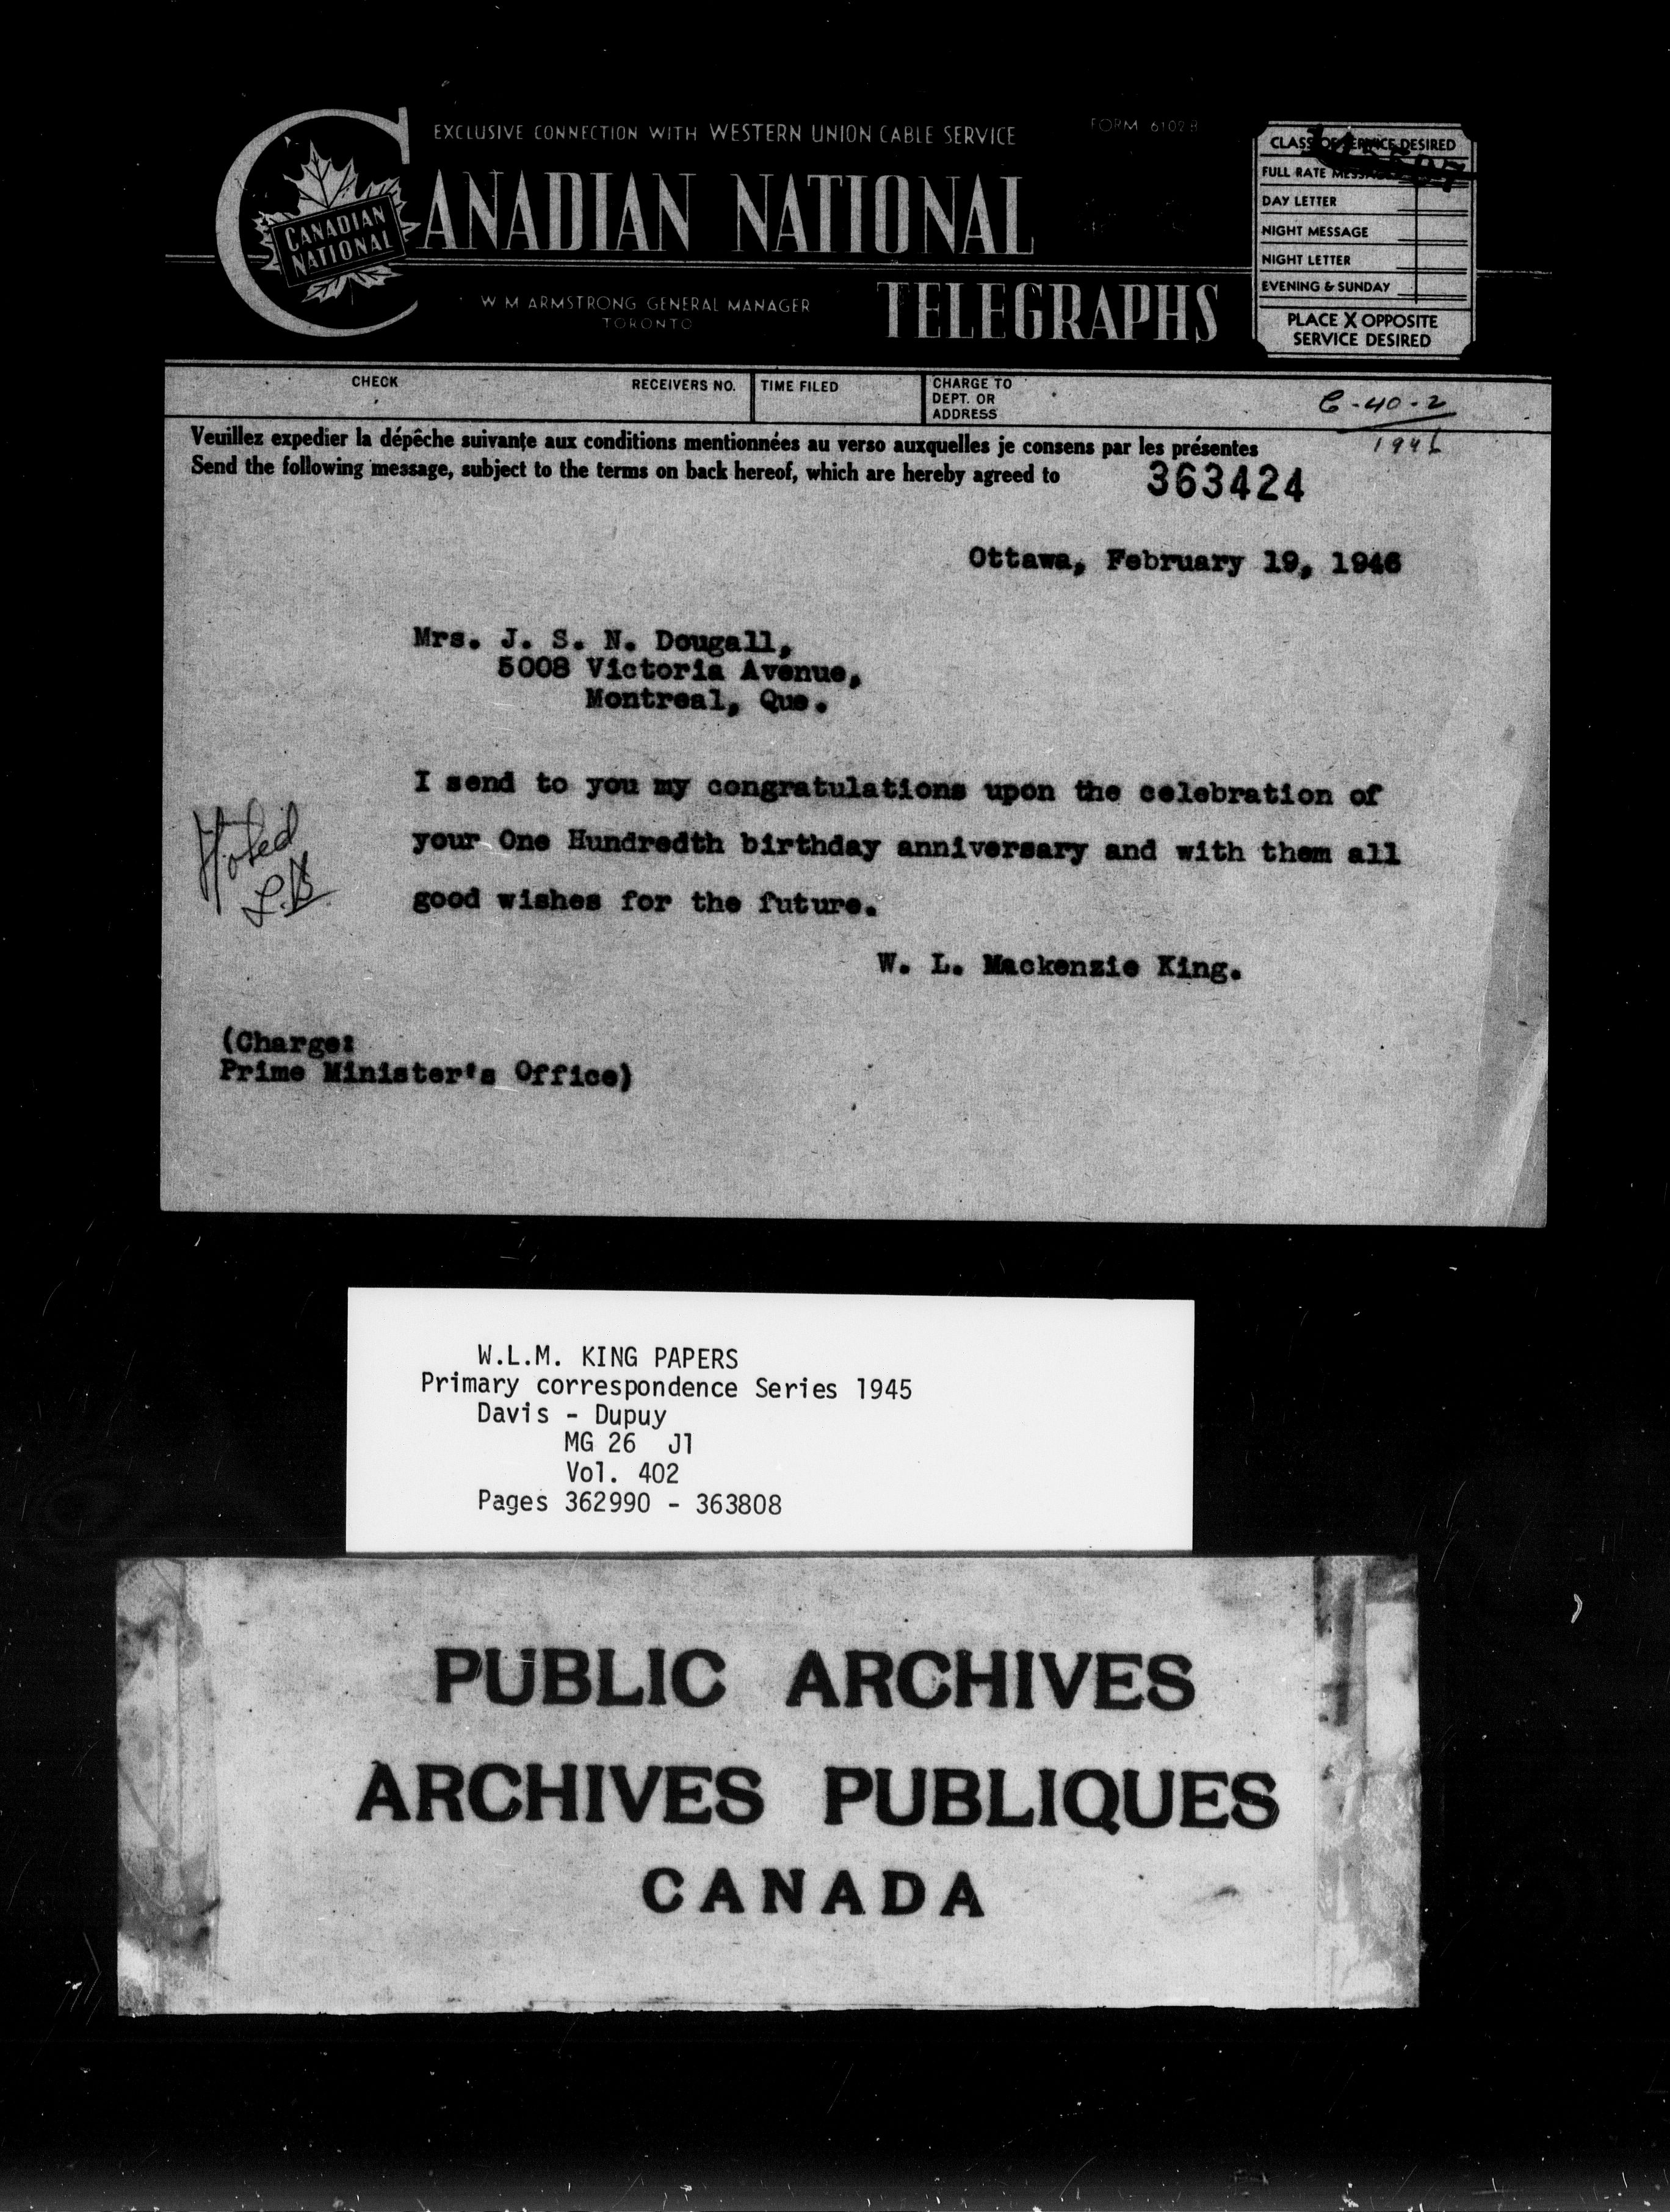 EXCLUSIVE CONNECTION WITH WESTERN UNION CABLE SERVICE
FORM 6102 B
CANADIAN NATIONAL
CANADIAN
NATIONAL
TELEGRAPHS
W M ARMSTRONG GENERAL MANAGER
TORONTO
CLASS OF SERVICE DESIRED
FULL RATE MESSAGE
DAY LETTER
NIGHT MESSAGE
NIGHT LETTER
EVENING & SUNDAY
PLACE X OPPOSITE
SERVICE DESIRED
CHECK
RECEIVERS NO.
TIME FILED
CHARGE TO
DEPT. OR
ADDRESS
C-40-2
1946
Veuillez expedier la dépêche suivante aux conditions mentionnées au verso auxquelles je consens par les présentes
Send the following message, subject to the terms on back hereof, which are hereby agreed to
363424
Ottawa, February 19, 1946
Mrs. J. S. N. Dougall,
5008 Victoria Avenue,
Montreal, Que.
I send to you my congratulations upon the celebration of
your One Hundredth birthday anniversary and with them all
good wishes for the future.
W. L. Mackenzie King.
Noted
L.B.
(Charge:
Prime Minister's Office)
W.L.M. KING PAPERS
Primary correspondence Series 1945
Davis - Dupuy
MG 26 J1
Vol. 402
Pages 362990 - 363808
PUBLIC ARCHIVES
ARCHIVES PUBLIQUES
CANADA